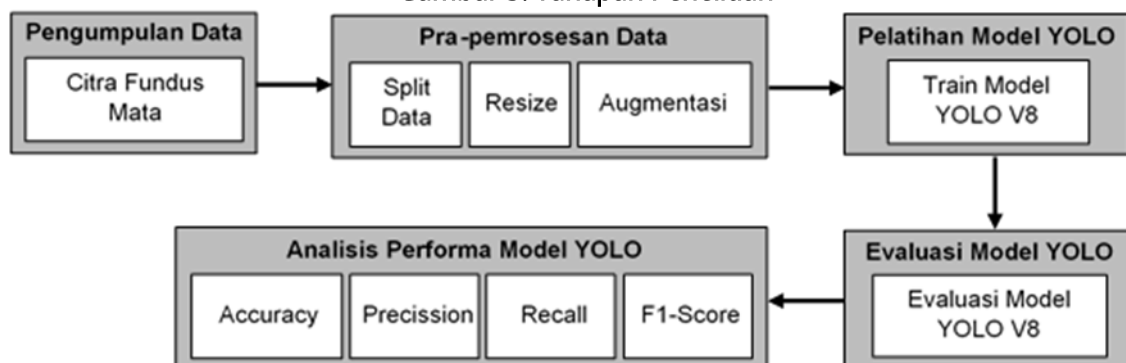 Pengumpulan Data
Citra Fundus
Mata
Pra-pemrosesan Data
Split
Data
Resize
Augmentasi
Pelatihan Model YOLO
Train Model
YOLO V8
Evaluasi Model YOLO
Evaluasi Model
YOLO V8
Analisis Performa Model YOLO
Accuracy
Precission
Recall
F1-Score